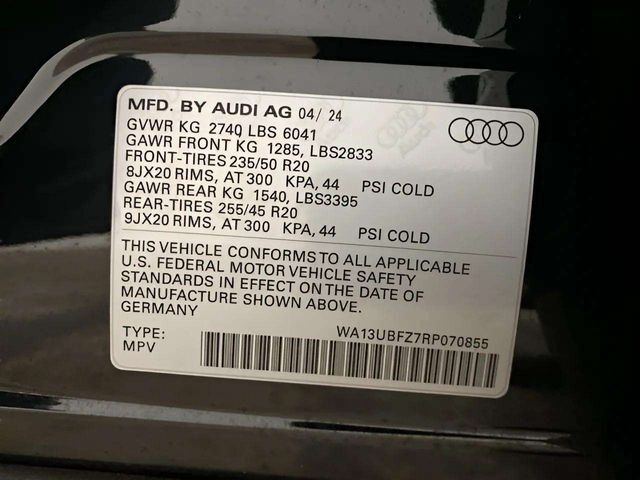 MFD. BY AUDI AG 04/ 24
GVWR KG 2740 LBS 6041
GAWR FRONT KG 1285, LBS2833
FRONT-TIRES 235/50 R20
8JX20 RIMS, AT 300 KPA, 44 PSI COLD
GAWR REAR KG 1540, LBS3395
REAR-TIRES 255/45 R20
9JX20 RIMS, AT 300 KPA, 44 PSI COLD
THIS VEHICLE CONFORMS TO ALL APPLICABLE
U.S. FEDERAL MOTOR VEHICLE SAFETY
STANDARDS IN EFFECT ON THE DATE OF
MANUFACTURE SHOWN ABOVE.
GERMANY
TYPE: WA13UBFZ7RP070855
MPV